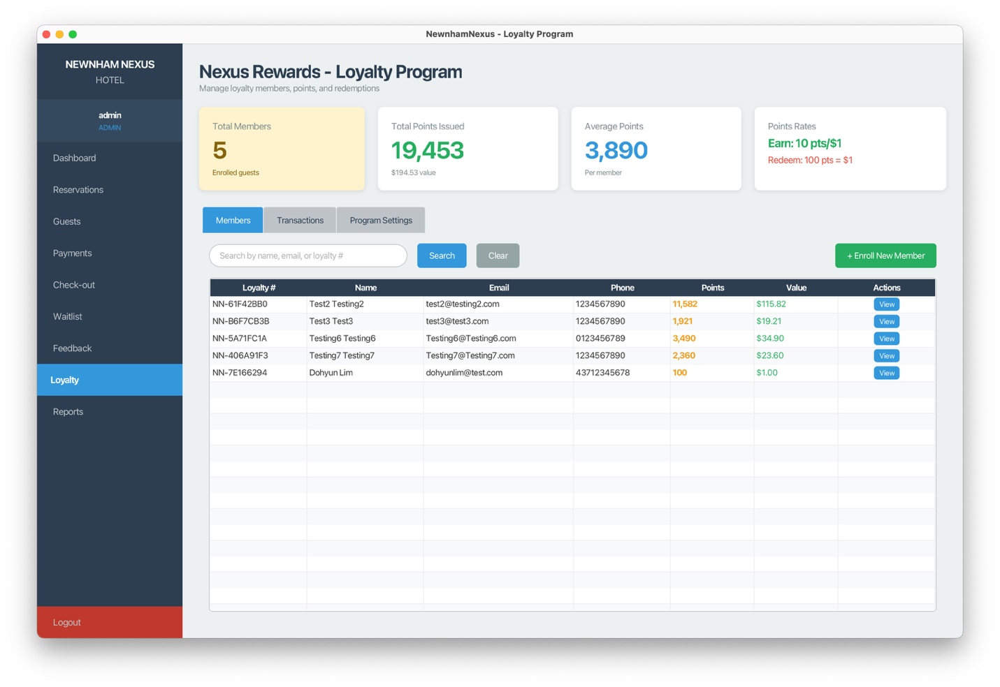 NewnhamNexus - Loyalty Program
NEWNHAM NEXUS
HOTEL
admin
ADMIN
Dashboard
Reservations
Guests
Payments
Check-out
Waitlist
Feedback
Loyalty
Reports
Logout
Nexus Rewards - Loyalty Program
Manage loyalty members, points, and redemptions
Total Members
5
Enrolled guests
Total Points Issued
19,453
$194.53 value
Average Points
3,890
Per member
Points Rates
Earn: 10 pts/$1
Redeem: 100 pts = $1
Members Transactions Program Settings
Search by name, email, or loyalty # Search Clear + Enroll New Member
Loyalty # Name Email Phone Points Value Actions
NN-61F42BB0 Test2 Testing2 test2@testing2.com 1234567890 11,582 $115.82 View
NN-B6F7CB3B Test3 Test3 test3@test3.com 1234567890 1,921 $19.21 View
NN-5A71FC1A Testing6 Testing6 Testing6@Testing6.com 0123456789 3,490 $34.90 View
NN-406A91F3 Testing7 Testing7 Testing7@Testing7.com 1234567890 2,360 $23.60 View
NN-7E166294 Dohyun Lim dohyunlim@test.com 43712345678 100 $1.00 View